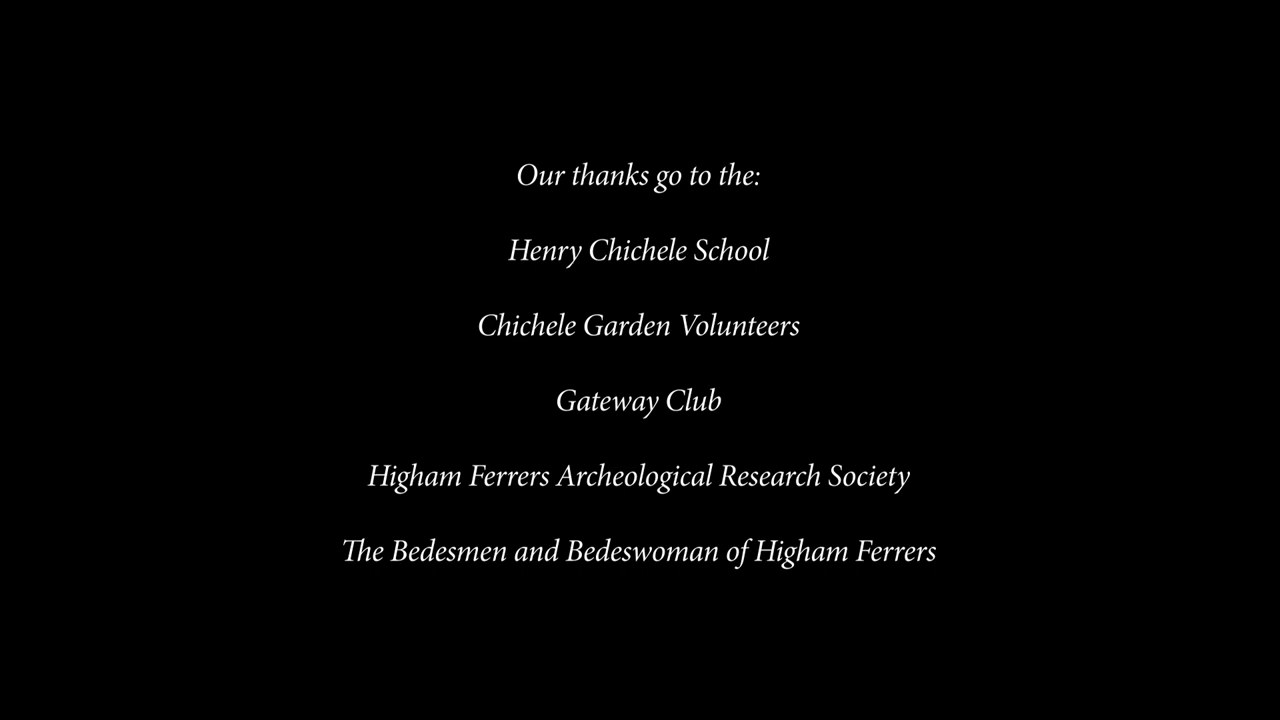 Our thanks go to the:
Henry Chichele School
Chichele Garden Volunteers
Gateway Club
Higham Ferrers Archeological Research Society
The Bedesmen and Bedeswoman of Higham Ferrers